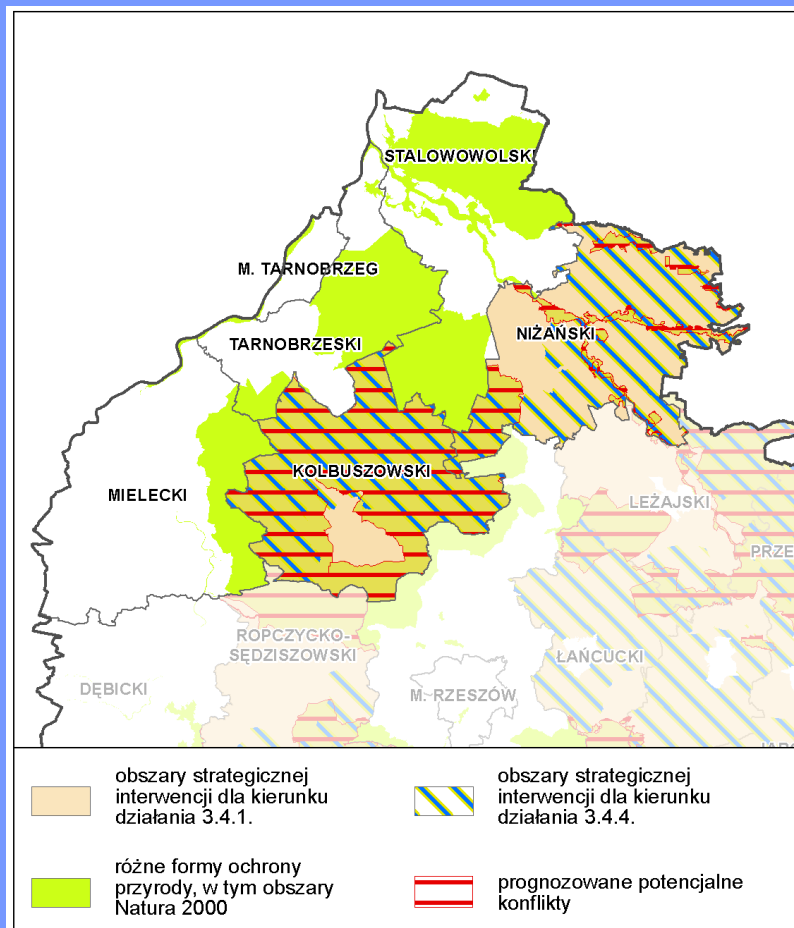 STALOWOWOLSKI
M. TARNOBRZEG
NIŻAŃSKI
TARNOBRZESKI
KOLBUSZOWSKI
MIELECKI
LEŻAJSKI
PRZE
ROPCZYCKO-
SĘDZISZOWSKI
ŁAŃCUCKI
DĘBICKI
M. RZESZÓW
obszary strategicznej
interwencji dla kierunku
działania 3.4.1.
obszary strategicznej
interwencji dla kierunku
działania 3.4.4.
różne formy ochrony
przyrody, w tym obszary
Natura 2000
prognozowane potencjalne
konflikty